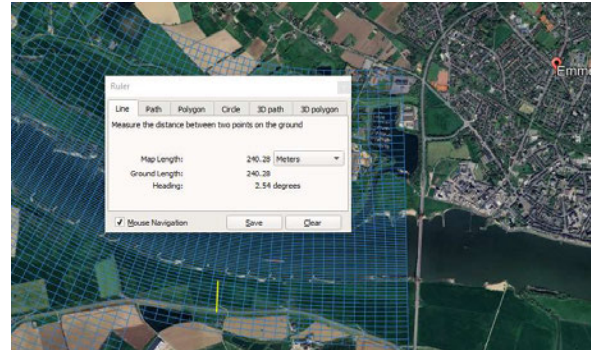 Ruler
Line Path Polygon Circle 3D path 3D polygon
Measure the distance between two points on the ground
Map Length: 240.28 Meters
Ground Length: 240.28
Heading: 2.54 degrees
Mouse Navigation Save Clear
Emme